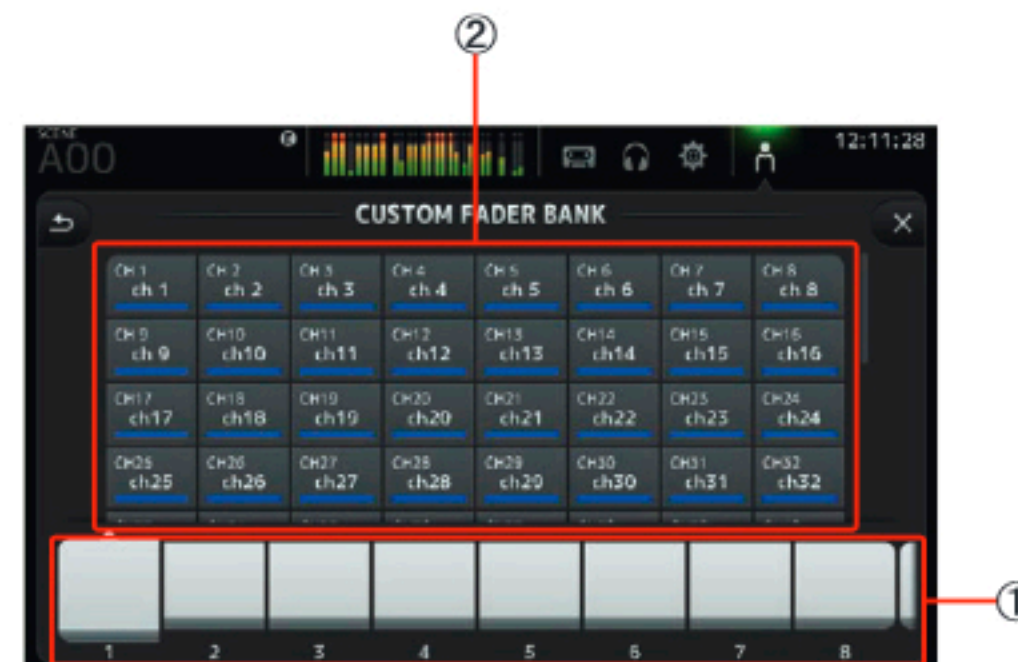 ②
SCENE
A00
12:11:28
CUSTOM FADER BANK
CH 1 CH 2 CH 3 CH 4 CH 5 CH 6 CH 7 CH 8
ch 1 ch 2 ch 3 ch 4 ch 5 ch 6 ch 7 ch 8
CH 9 CH10 CH11 CH12 CH13 CH14 CH15 CH16
ch 9 ch10 ch11 ch12 ch13 ch14 ch15 ch16
CH17 CH18 CH19 CH20 CH21 CH22 CH23 CH24
ch17 ch18 ch19 ch20 ch21 ch22 ch23 ch24
CH25 CH26 CH27 CH28 CH29 CH30 CH31 CH32
ch25 ch26 ch27 ch28 ch29 ch30 ch31 ch32
①
1 2 3 4 5 6 7 8